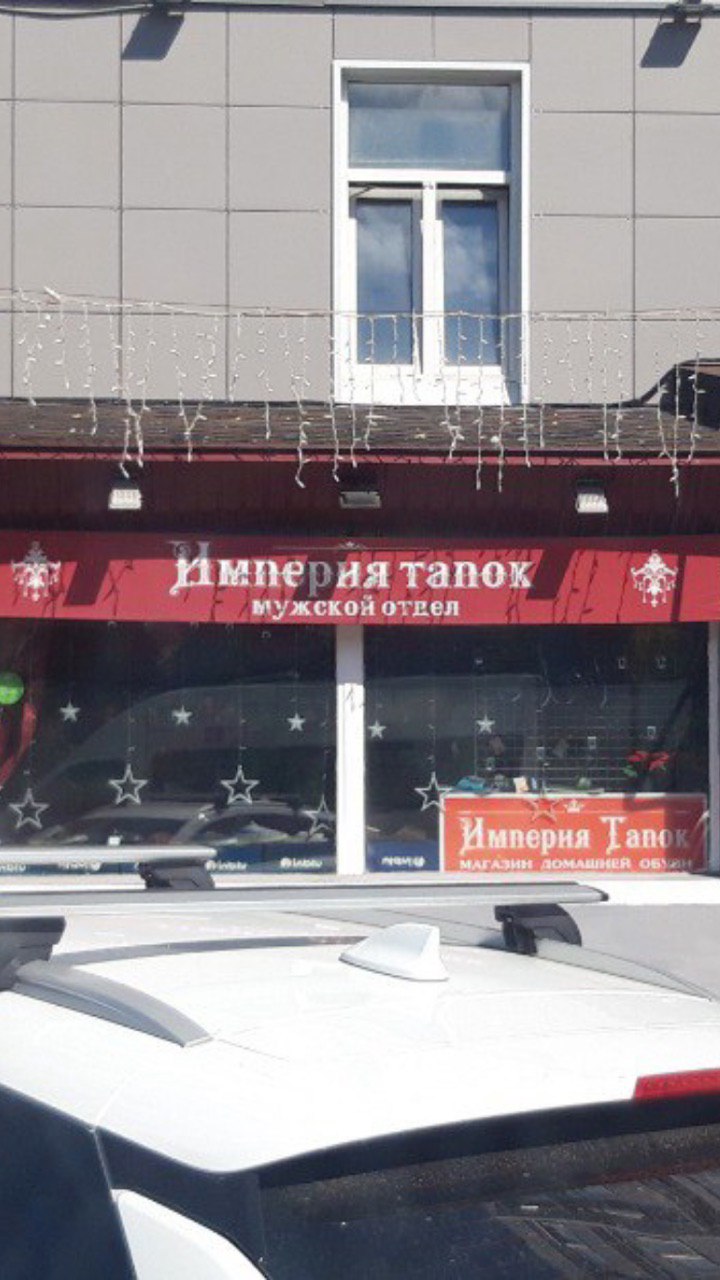 Империя тапок
мужской отдел
Империя Тапок
МАГАЗИН ДОМАШНЕЙ ОБУВИ